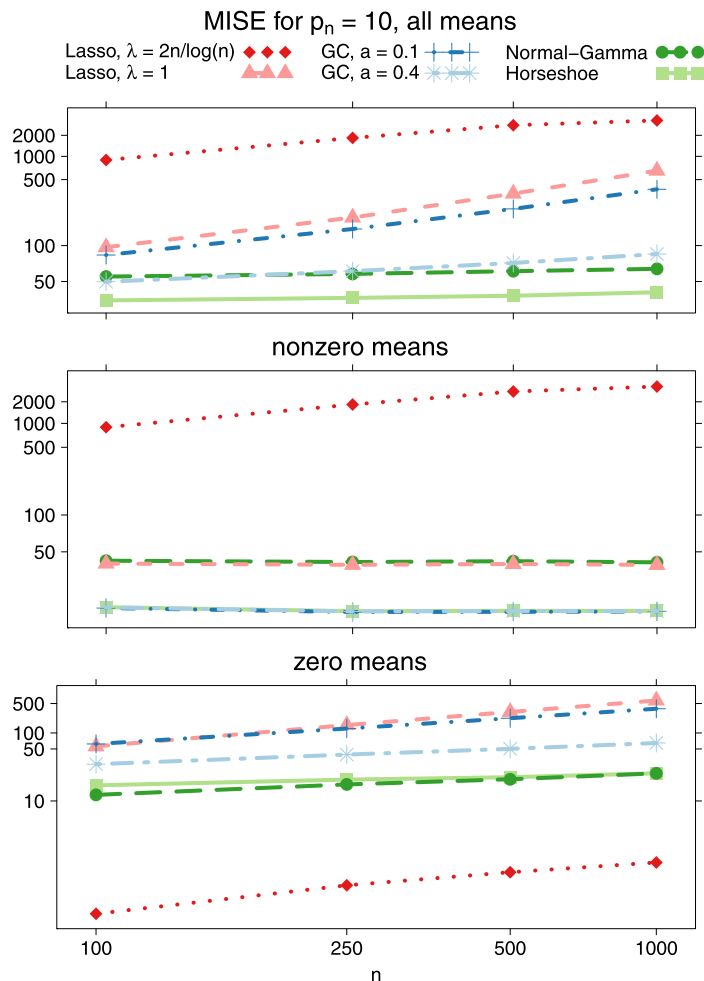 MISE for pn = 10, all means
Lasso, λ = 2n/log(n) GC, a = 0.1 Normal−Gamma
Lasso, λ = 1 GC, a = 0.4 Horseshoe
2000
1000
500
100
50
nonzero means
2000
1000
500
100
50
zero means
500
100
50
10
100 250 500 1000
n